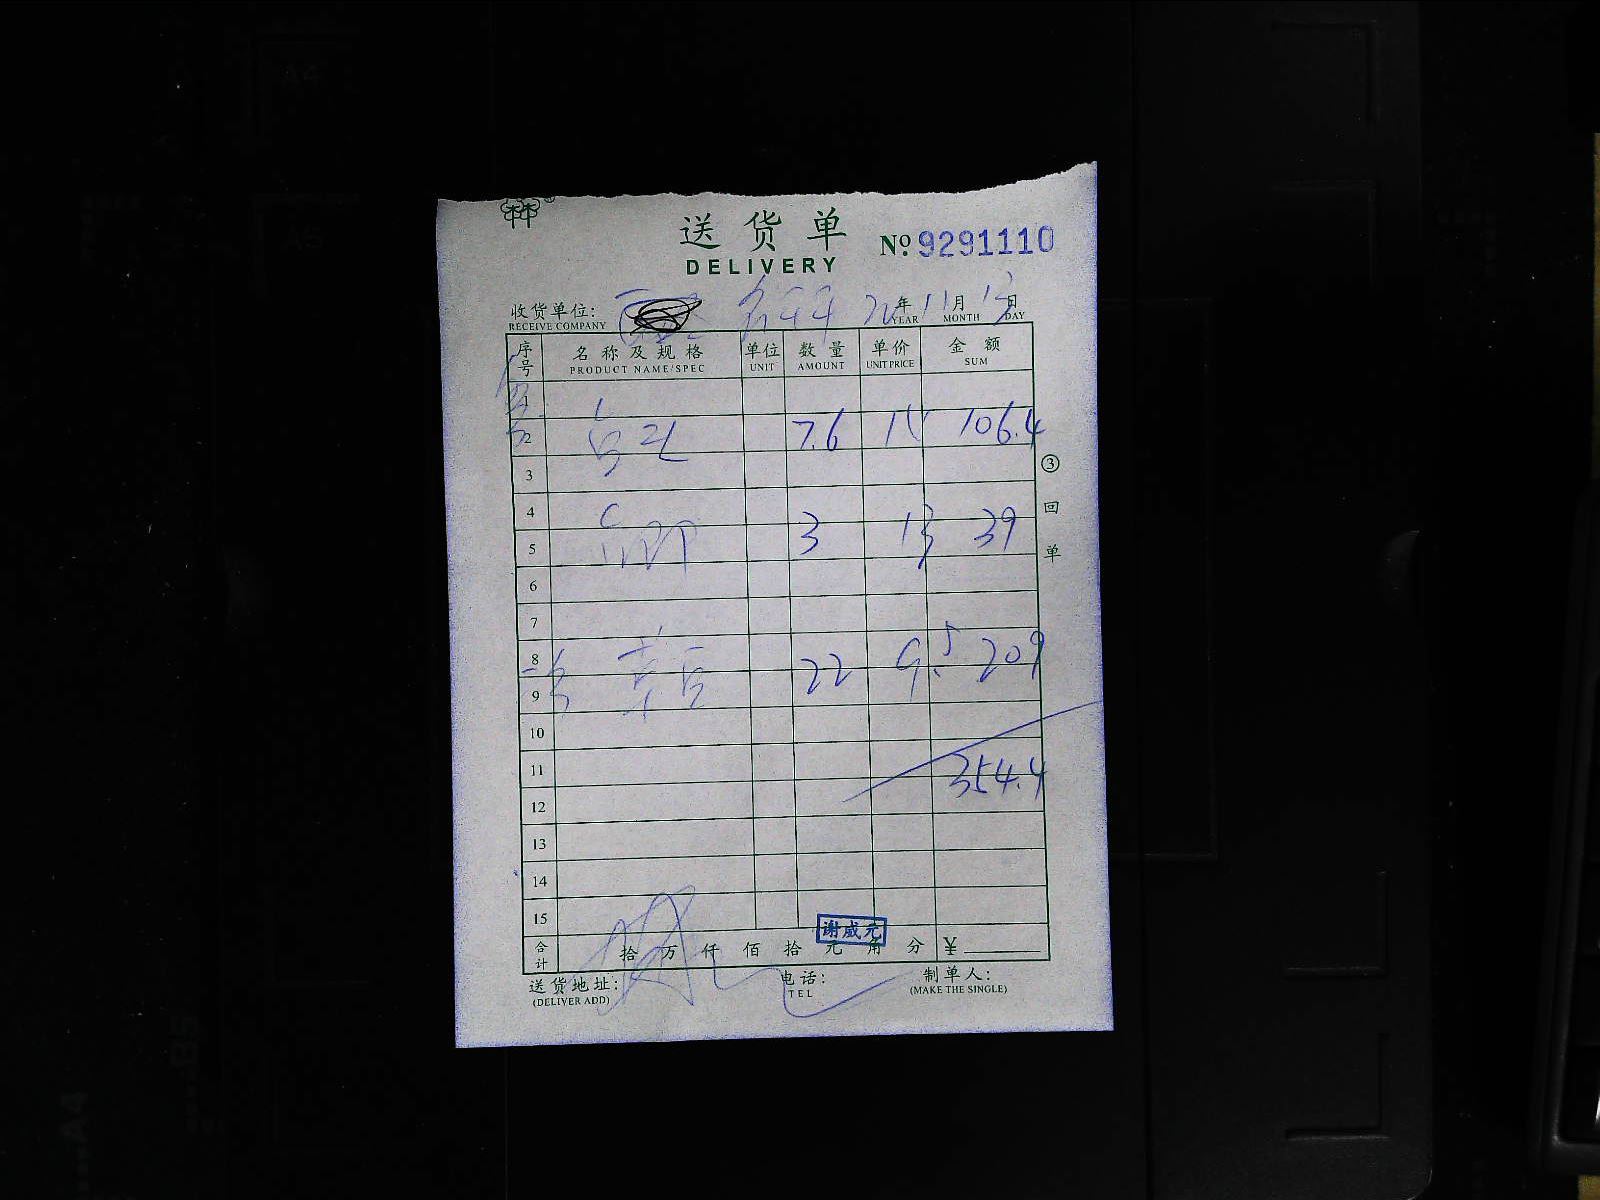 送货单
DELIVERY
No. 9291110
收货单位: 年 11 月 13 日
RECEIVE COMPANY YEAR MONTH DAY
序号 名称及规格 单位 数量 单价 金额
PRODUCT NAME/SPEC UNIT AMOUNT UNIT PRICE SUM
1
2 7.6 106.4
3
4
5 3 13 39
6
7
8
9 22 9.5 209
10
11 354.4
12
13
14
15
③回单
谢咸元
合计 拾 万 仟 佰 拾 元 角 分 ¥
送货地址: 电话: 制单人:
(DELIVER ADD) TEL (MAKE THE SINGLE)